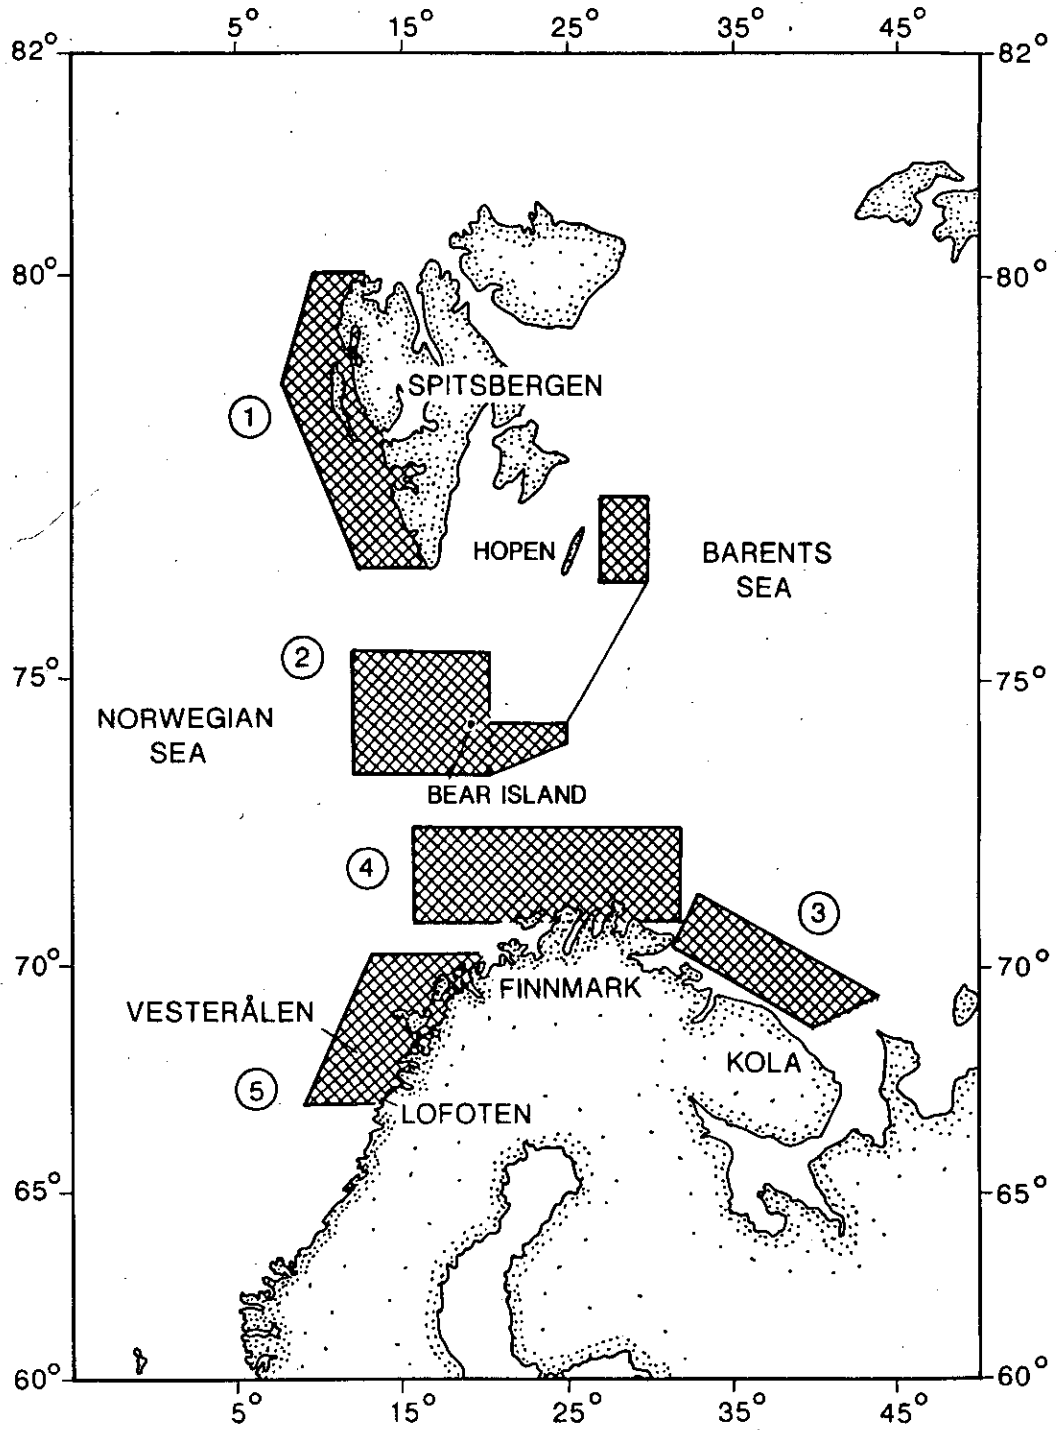 5° 15° 25° 35° 45°
82° 82°
80° 80°
SPITSBERGEN
1
HOPEN
BARENTS
SEA
2
75° 75°
NORWEGIAN
SEA
BEAR ISLAND
4
3
70° 70°
FINNMARK
VESTERÅLEN
KOLA
5
LOFOTEN
65° 65°
60° 60°
5° 15° 25° 35° 45°